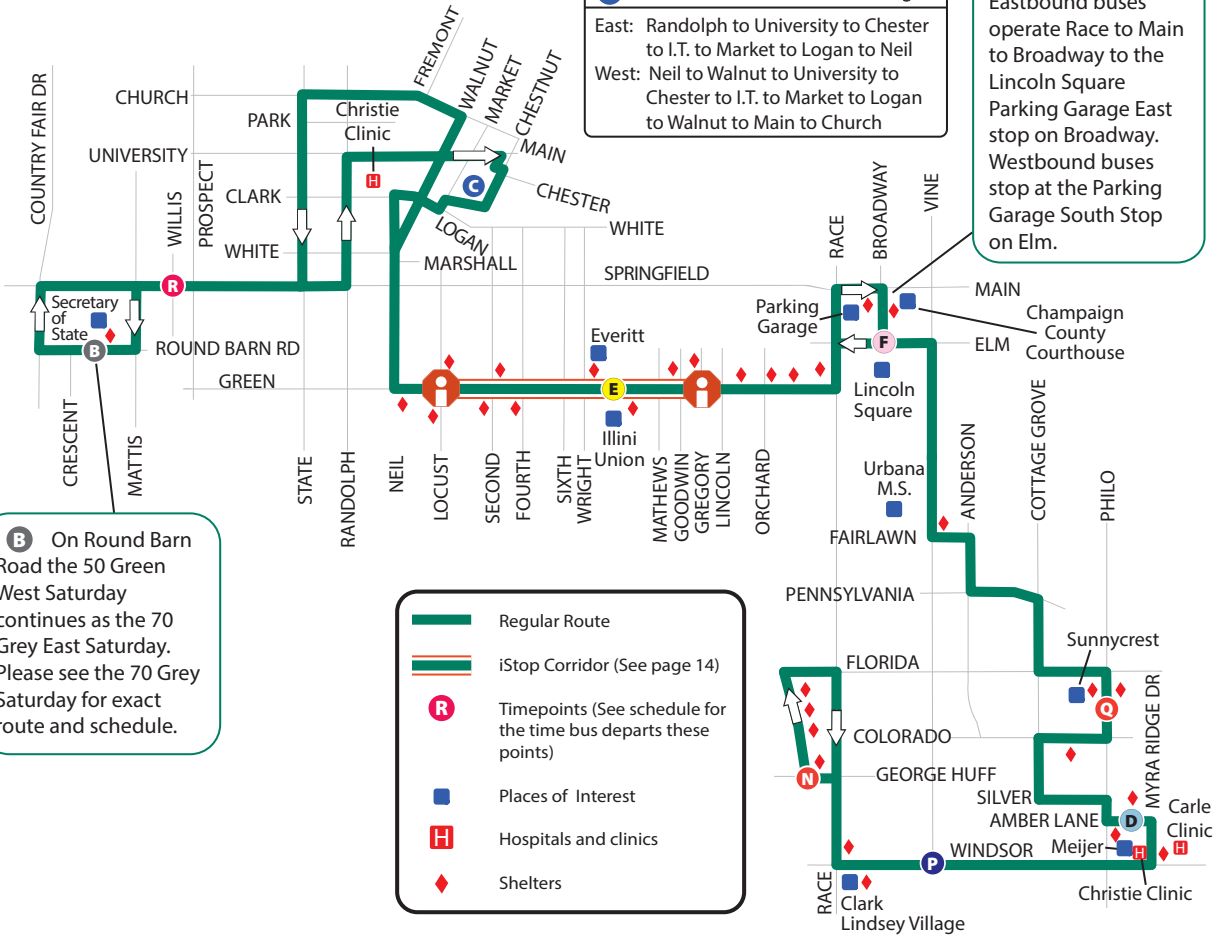 East: Randolph to University to Chester
to I.T. to Market to Logan to Neil
West: Neil to Walnut to University to
Chester to I.T. to Market to Logan
to Walnut to Main to Church
Eastbound buses
operate Race to Main
to Broadway to the
Lincoln Square
Parking Garage East
stop on Broadway.
Westbound buses
stop at the Parking
Garage South Stop
on Elm.
COUNTRY FAIR DR
CHURCH
PARK
UNIVERSITY
CLARK
WHITE
WILLIS
PROSPECT
Christie
Clinic
H
FREMONT
WALNUT
MARKET
CHESTNUT
MAIN
CHESTER
C
LOGAN
WHITE
MARSHALL
SPRINGFIELD
R
Secretary
of
State
B
ROUND BARN RD
GREEN
CRESCENT
MATTIS
STATE
RANDOLPH
NEIL
LOCUST
SECOND
FOURTH
SIXTH
WRIGHT
MATHEWS
GOODWIN
GREGORY
LINCOLN
ORCHARD
Everitt
E
Illini
Union
RACE
BROADWAY
VINE
MAIN
Parking
Garage
Champaign
County
Courthouse
F
ELM
Lincoln
Square
Urbana
M.S.
ANDERSON
COTTAGE GROVE
PHILO
FAIRLAWN
PENNSYLVANIA
Sunnycrest
FLORIDA
Q
COLORADO
MYRA RIDGE DR
N
GEORGE HUFF
SILVER
AMBER LANE
D
Carle
Clinic
H
Meijer
H
WINDSOR
P
Christie Clinic
RACE
Clark
Lindsey Village
B On Round Barn
Road the 50 Green
West Saturday
continues as the 70
Grey East Saturday.
Please see the 70 Grey
Saturday for exact
route and schedule.
Regular Route
iStop Corridor (See page 14)
R Timepoints (See schedule for
the time bus departs these
points)
Places of Interest
H Hospitals and clinics
Shelters